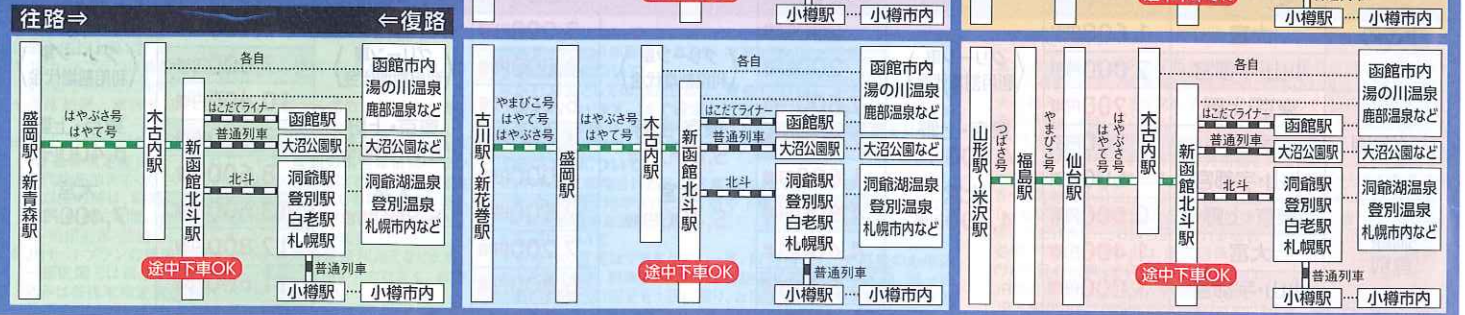 往路⇒
⇐復路
小樽駅
小樽市内
小樽駅
小樽市内
盛岡駅〜新青森駅
はやぶさ号
はやて号
木古内駅
新函館北斗駅
各自
はこだてライナー
函館駅
普通列車
大沼公園駅
北斗
洞爺駅
登別駅
白老駅
札幌駅
普通列車
小樽駅
小樽市内
函館市内
湯の川温泉
鹿部温泉など
大沼公園など
洞爺湖温泉
登別温泉
札幌市内など
途中下車OK
古川駅〜新花巻駅
やまびこ号
はやて号
はやぶさ号
盛岡駅
はやぶさ号
はやて号
木古内駅
新函館北斗駅
各自
はこだてライナー
函館駅
普通列車
大沼公園駅
北斗
洞爺駅
登別駅
白老駅
札幌駅
普通列車
小樽駅
小樽市内
函館市内
湯の川温泉
鹿部温泉など
大沼公園など
洞爺湖温泉
登別温泉
札幌市内など
途中下車OK
山形駅〜米沢駅
つばさ号
福島駅
やまびこ号
仙台駅
はやぶさ号
はやて号
木古内駅
新函館北斗駅
各自
はこだてライナー
函館駅
普通列車
大沼公園駅
北斗
洞爺駅
登別駅
白老駅
札幌駅
普通列車
小樽駅
小樽市内
函館市内
湯の川温泉
鹿部温泉など
大沼公園など
洞爺湖温泉
登別温泉
札幌市内など
途中下車OK